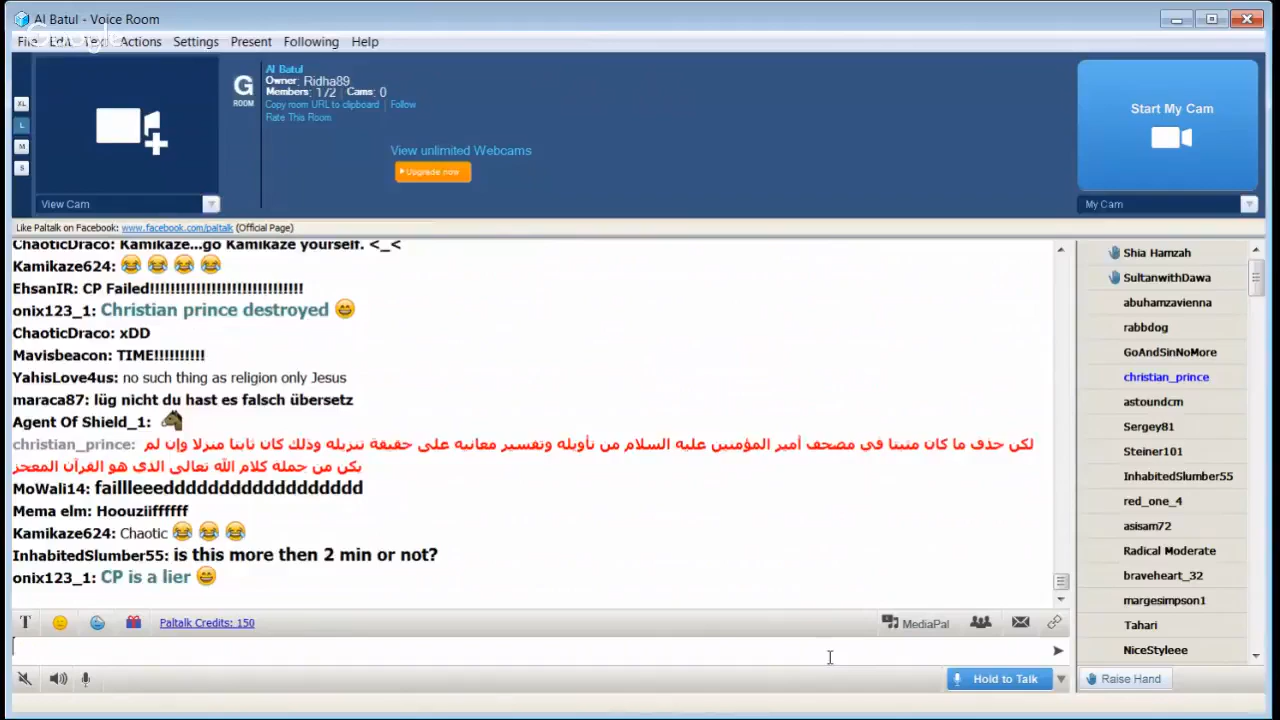 Al Batul - Voice Room
Google
File Edit Text Actions Settings Present Following Help
XL
L
M
S
View Cam
G
ROOM
Al Batul
Owner: Ridha89
Members: 172 Cams: 0
Copy room URL to clipboard | Follow
Rate This Room
View unlimited Webcams
Upgrade now
Start My Cam
My Cam
Like Paltalk on Facebook: www.facebook.com/paltalk (Official Page)
ChaoticDraco: Kamikaze...go Kamikaze yourself. <_<
Kamikaze624: 😂 😂 😂 😂
EhsanIR: CP Failed!!!!!!!!!!!!!!!!!!!!!!!!!!!!!!
onix123_1: Christian prince destroyed 😄
ChaoticDraco: xDD
Mavisbeacon: TIME!!!!!!!!!!
YahisLove4us: no such thing as religion only Jesus
maraca87: lüg nicht du hast es falsch übersetz
Agent Of Shield_1:
christian_prince: لكن حذف ما كان مثبتا في مصحف أمير المؤمنين عليه السلام من تأويله وتفسير معانيه على حقيقة تنزيله وذلك كان ثابتا منزلا وإن لم
يكن من جملة كلام الله تعالى الذي هو القرآن المعجز
MoWali14: faillleeeddddddddddddddddddd
Mema elm: Hoouziiffffff
Kamikaze624: Chaotic 😂 😂 😂
InhabitedSlumber55: is this more then 2 min or not?
onix123_1: CP is a lier 😄
T
Paltalk Credits: 150
MediaPal
Hold to Talk
Raise Hand
Shia Hamzah
SultanwithDawa
abuhamzavienna
rabbdog
GoAndSinNoMore
christian_prince
astoundcm
Sergey81
Steiner101
InhabitedSlumber55
red_one_4
asisam72
Radical Moderate
braveheart_32
margesimpson1
Tahari
NiceStyleee